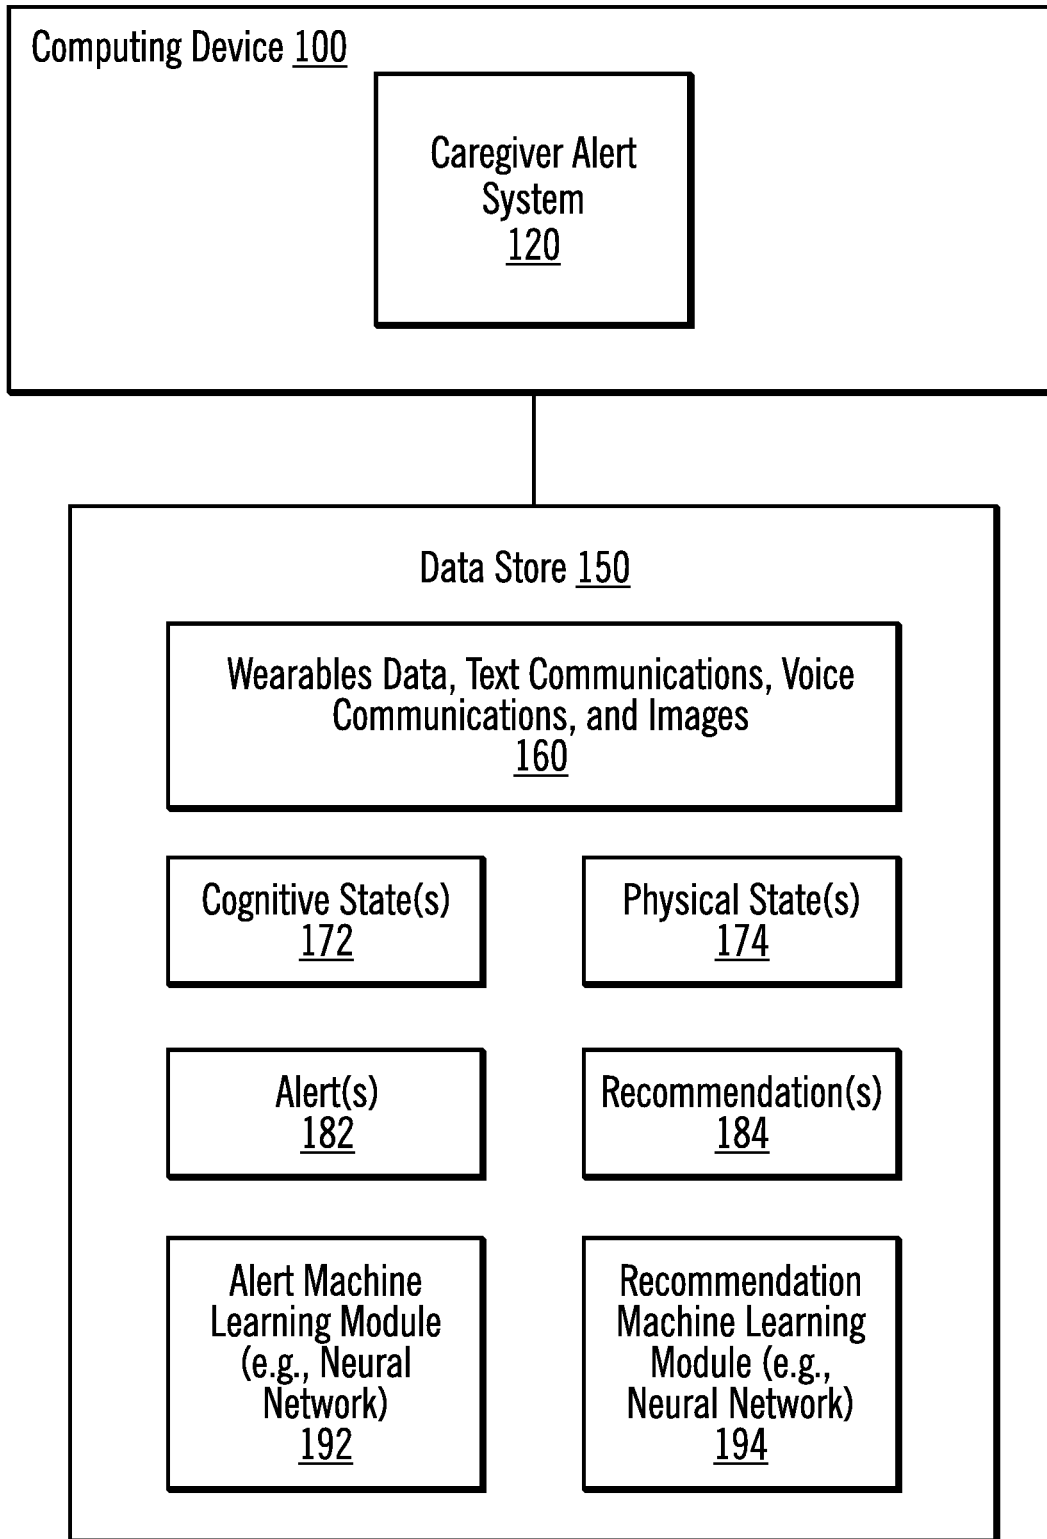 Computing Device 100
Caregiver Alert
System
120
Data Store 150
Wearables Data, Text Communications, Voice
Communications, and Images
160
Cognitive State(s)
172
Physical State(s)
174
Alert(s)
182
Recommendation(s)
184
Alert Machine
Learning Module
(e.g., Neural
Network)
192
Recommendation
Machine Learning
Module (e.g.,
Neural Network)
194